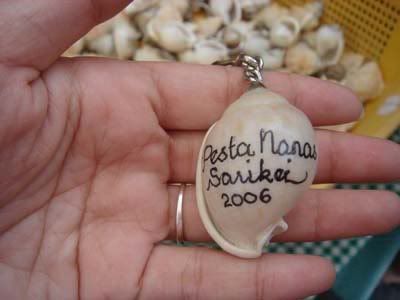 Pesta Nanas
Sarikei
2006